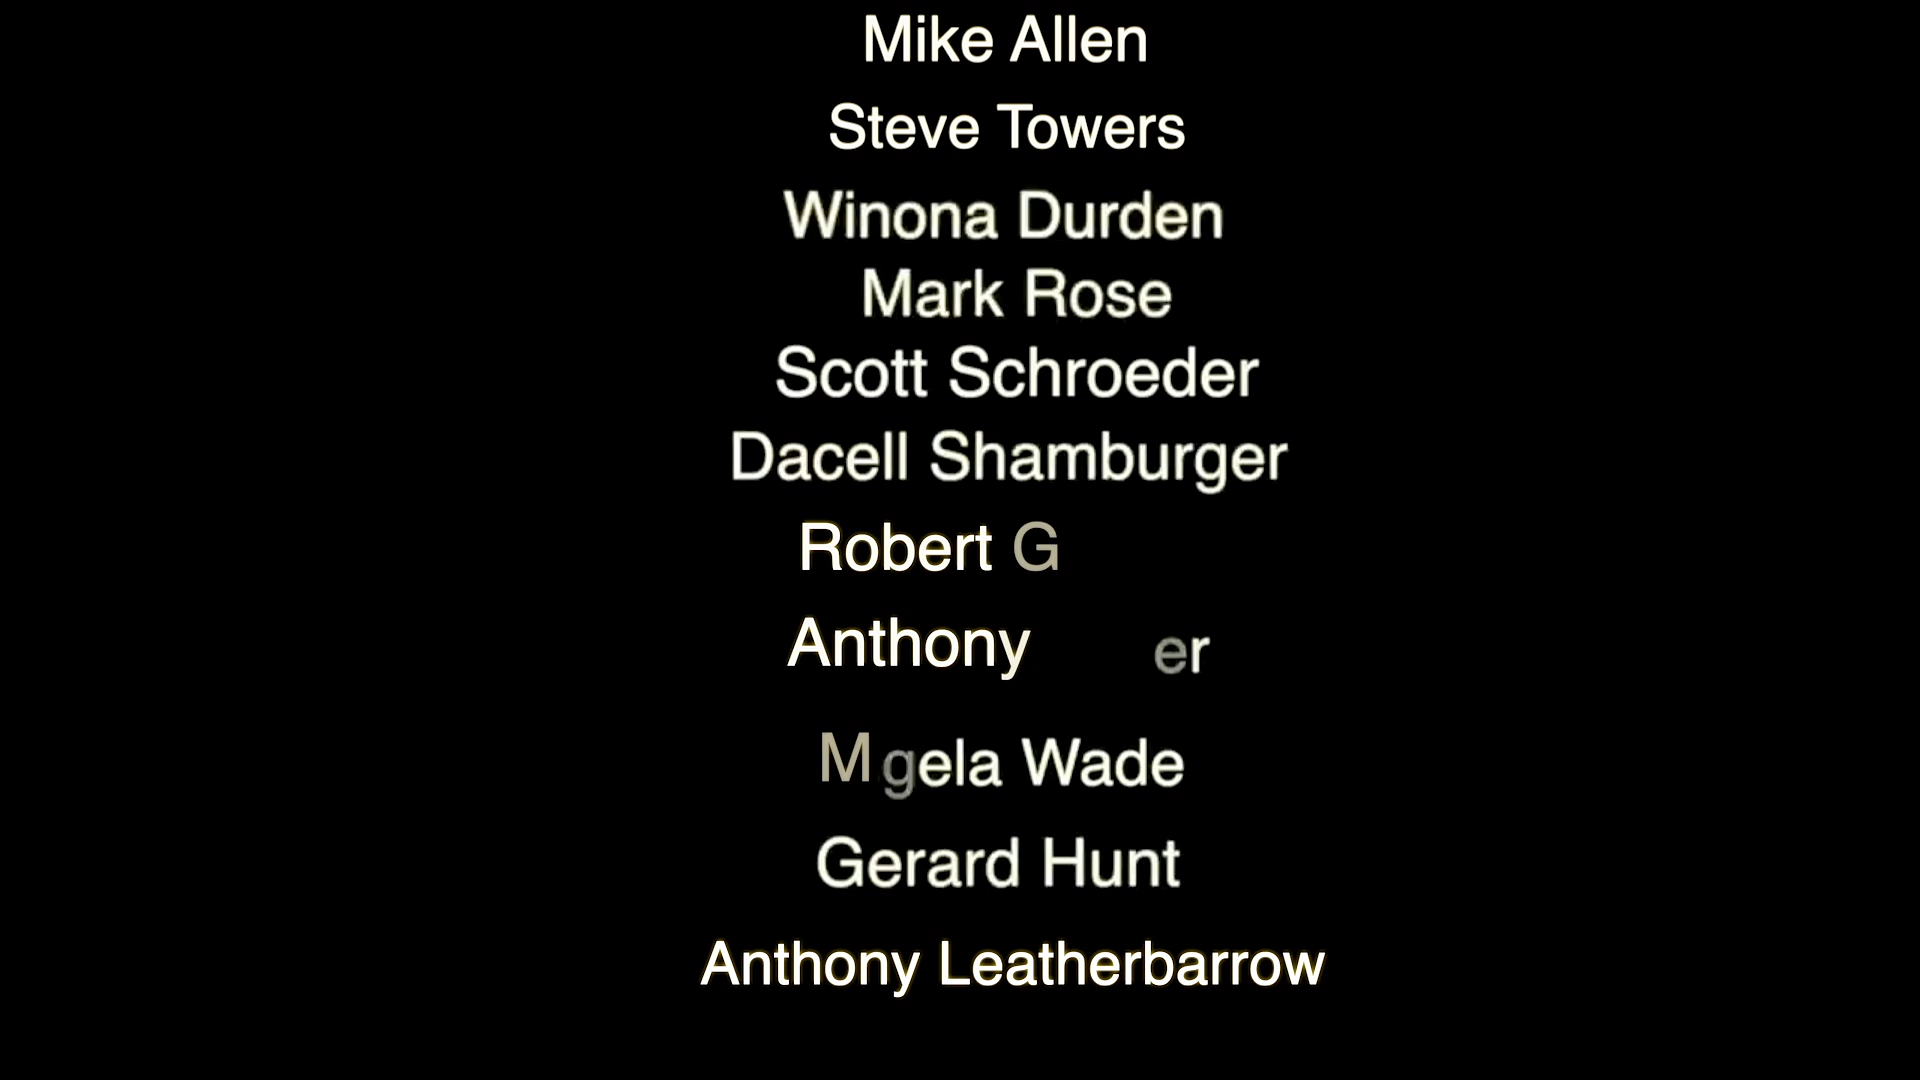 Mike Allen
Steve Towers
Winona Durden
Mark Rose
Scott Schroeder
Dacell Shamburger
Robert G
Anthony er
M gela Wade
Gerard Hunt
Anthony Leatherbarrow